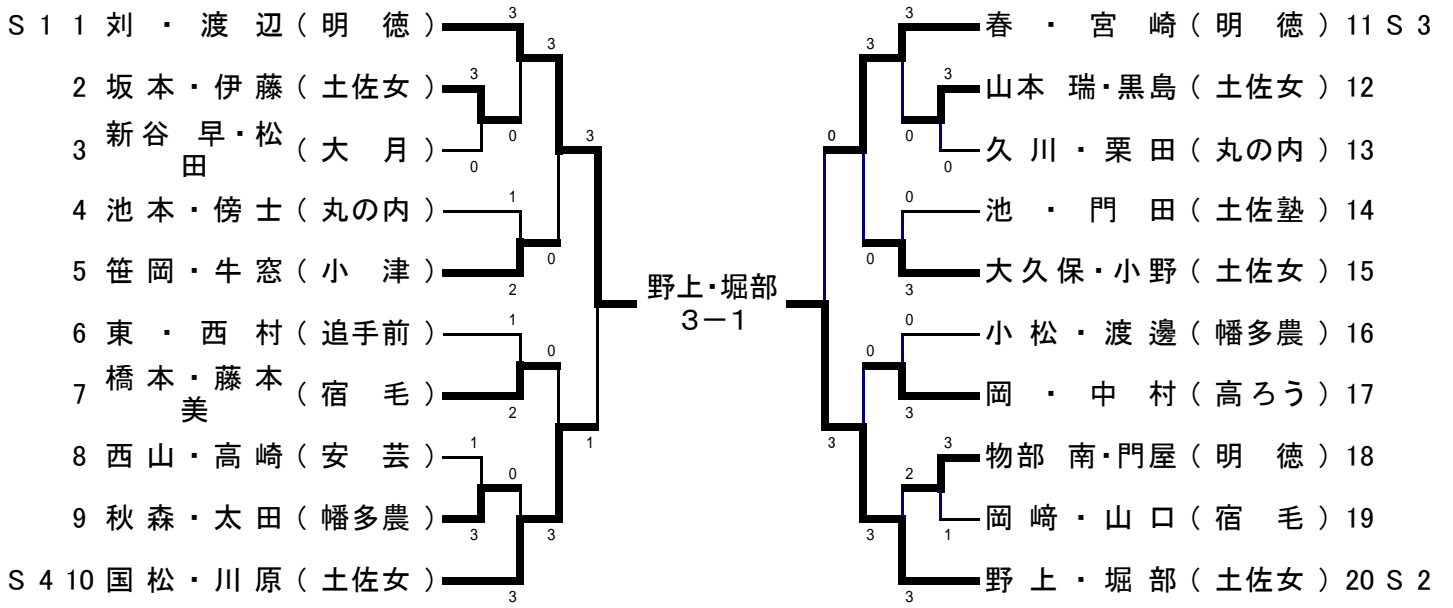 S 1 1 刘 ・ 渡 辺 ( 明 徳 )
2 坂 本 ・ 伊 藤 ( 土佐女 )
3 新谷 早・松田 ( 大 月 )
4 池 本 ・ 傍 士 ( 丸の内 )
5 笹 岡 ・ 牛 窓 ( 小 津 )
6 東 ・ 西 村 ( 追手前 )
7 橋 本 ・ 藤 本 美 ( 宿 毛 )
8 西 山 ・ 高 崎 ( 安 芸 )
9 秋 森 ・ 太 田 ( 幡多農 )
S 4 10 国 松 ・ 川 原 ( 土佐女 )
3
3
3
0
0
3
1
2
0
1
2
0
1
3
0
3
3
1
野上・堀部
3-1
春 ・ 宮 崎 ( 明 徳 ) 11 S 3
山本 瑞・黒島 ( 土佐女 ) 12
久 川 ・ 栗 田 ( 丸の内 ) 13
池 ・ 門 田 ( 土佐塾 ) 14
大久保・小野 ( 土佐女 ) 15
小 松 ・ 渡 邊 ( 幡多農 ) 16
岡 ・ 中 村 ( 高ろう ) 17
物部 南・門屋 ( 明 徳 ) 18
岡 﨑 ・ 山 口 ( 宿 毛 ) 19
野 上 ・ 堀 部 ( 土佐女 ) 20 S 2
3
3
3
0
0
0
0
0
3
0
0
3
3
3
2
1
3
3